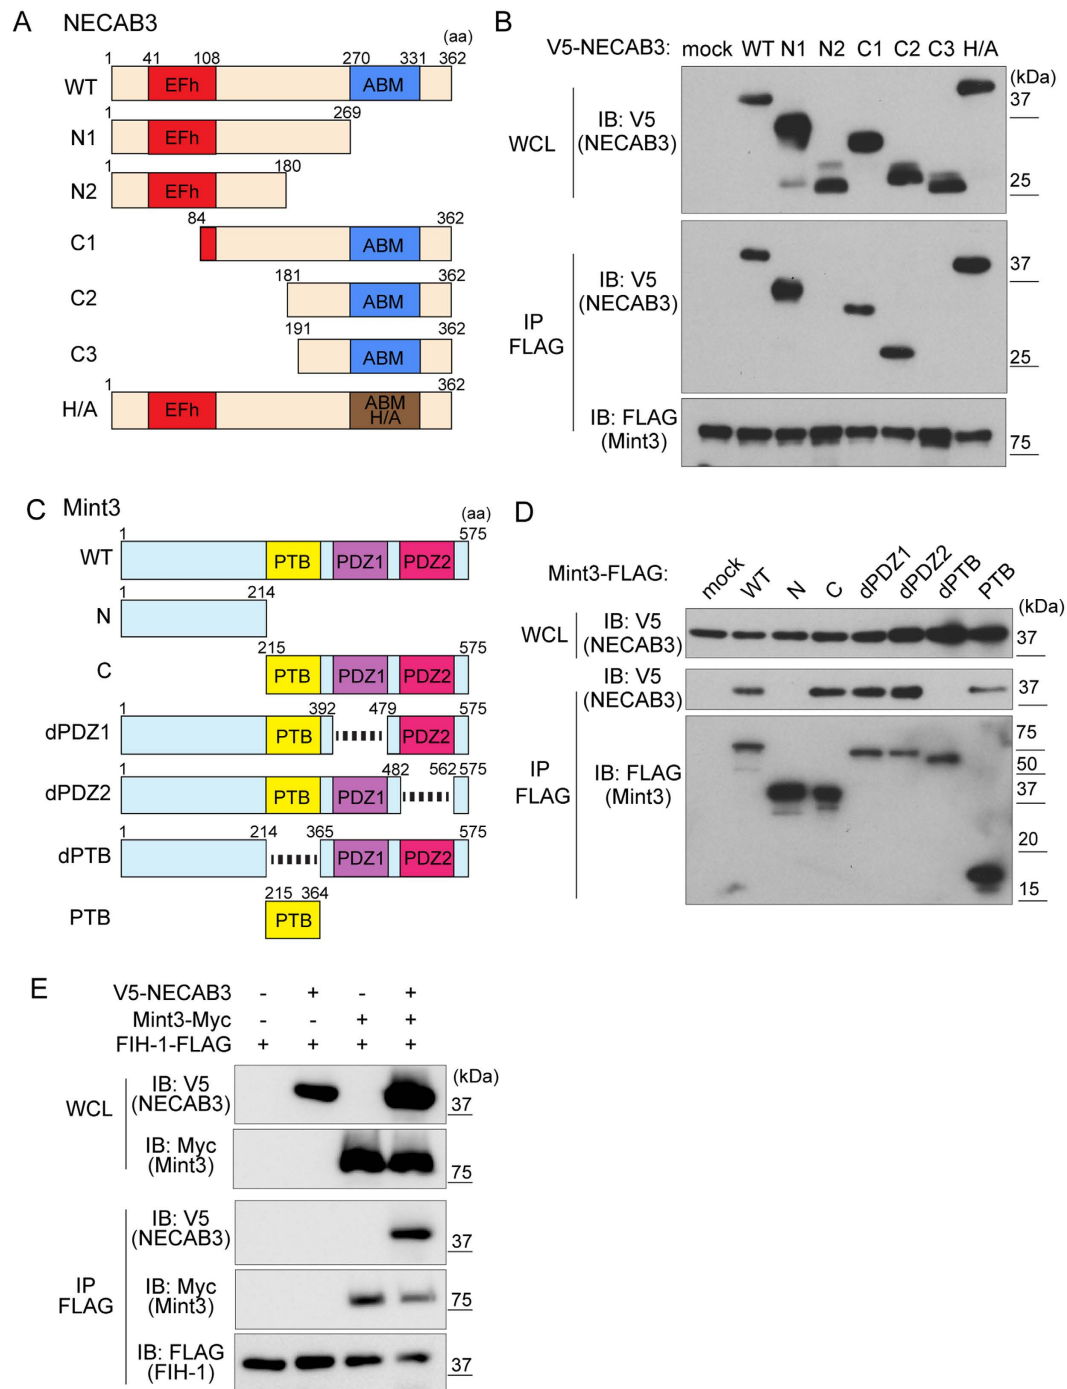 A NECAB3
(aa)
1 41 108 270 331 362
WT EFh ABM
1 269
N1 EFh
1 180
N2 EFh
84 362
C1 ABM
181 362
C2 ABM
191 362
C3 ABM
1 362
H/A EFh ABM H/A
B
V5-NECAB3: mock WT N1 N2 C1 C2 C3 H/A
(kDa)
WCL IB: V5 (NECAB3) 37
25
IP FLAG IB: V5 (NECAB3) 37
25
IB: FLAG (Mint3) 75
C Mint3
(aa)
1 575
WT PTB PDZ1 PDZ2
1 214
N
215 575
C PTB PDZ1 PDZ2
1 392 479 575
dPDZ1 PTB PDZ2
1 482 562 575
dPDZ2 PTB PDZ1
1 214 365 575
dPTB PDZ1 PDZ2
215 364
PTB PTB
D
Mint3-FLAG: mock WT N C dPDZ1 dPDZ2 dPTB PTB
(kDa)
WCL IB: V5 (NECAB3) 37
IP FLAG IB: V5 (NECAB3) 37
IB: FLAG (Mint3) 75
50
37
20
15
E
V5-NECAB3 - + - +
Mint3-Myc - - + +
FIH-1-FLAG + + + +
(kDa)
WCL IB: V5 (NECAB3) 37
IB: Myc (Mint3) 75
IP FLAG IB: V5 (NECAB3) 37
IB: Myc (Mint3) 75
IB: FLAG (FIH-1) 37